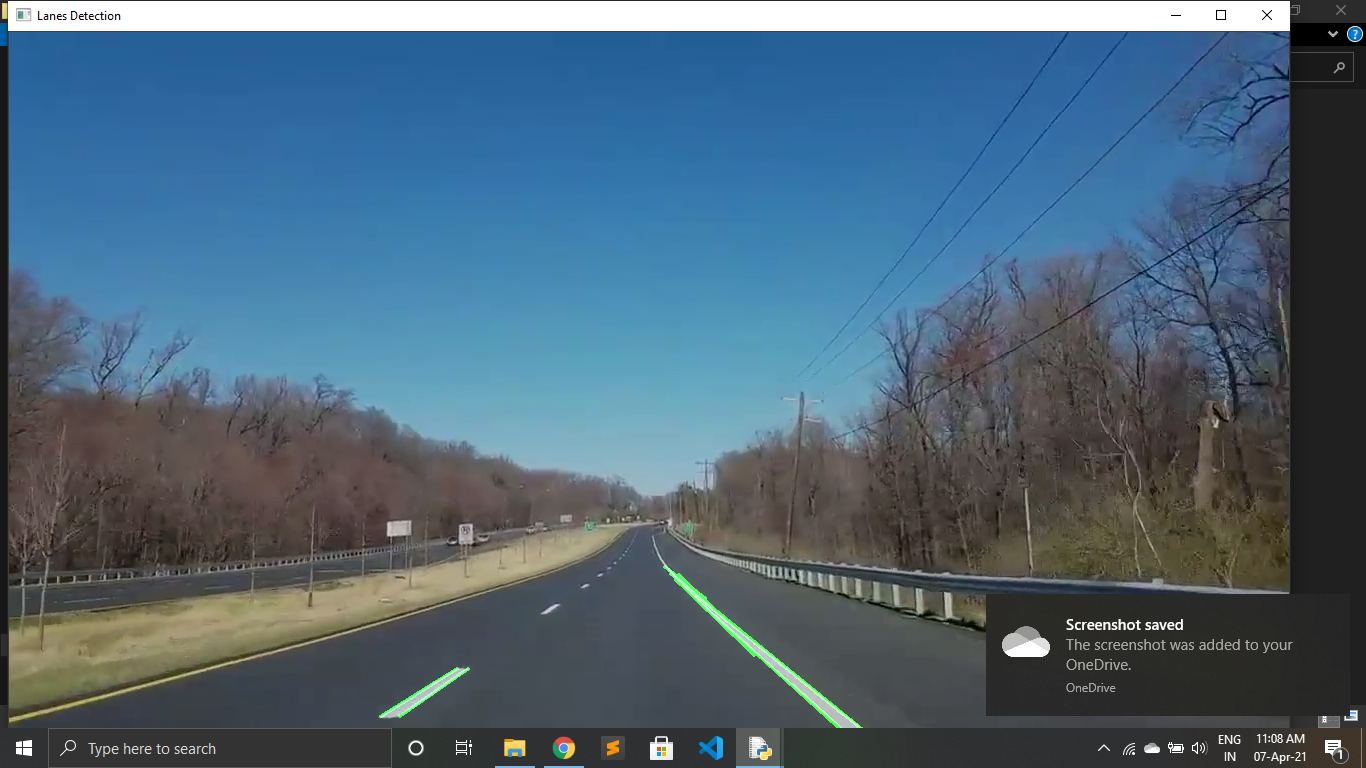 Lanes Detection
?
Screenshot saved
The screenshot was added to your
OneDrive.
OneDrive
Type here to search
ENG
IN
11:08 AM
07-Apr-21
1